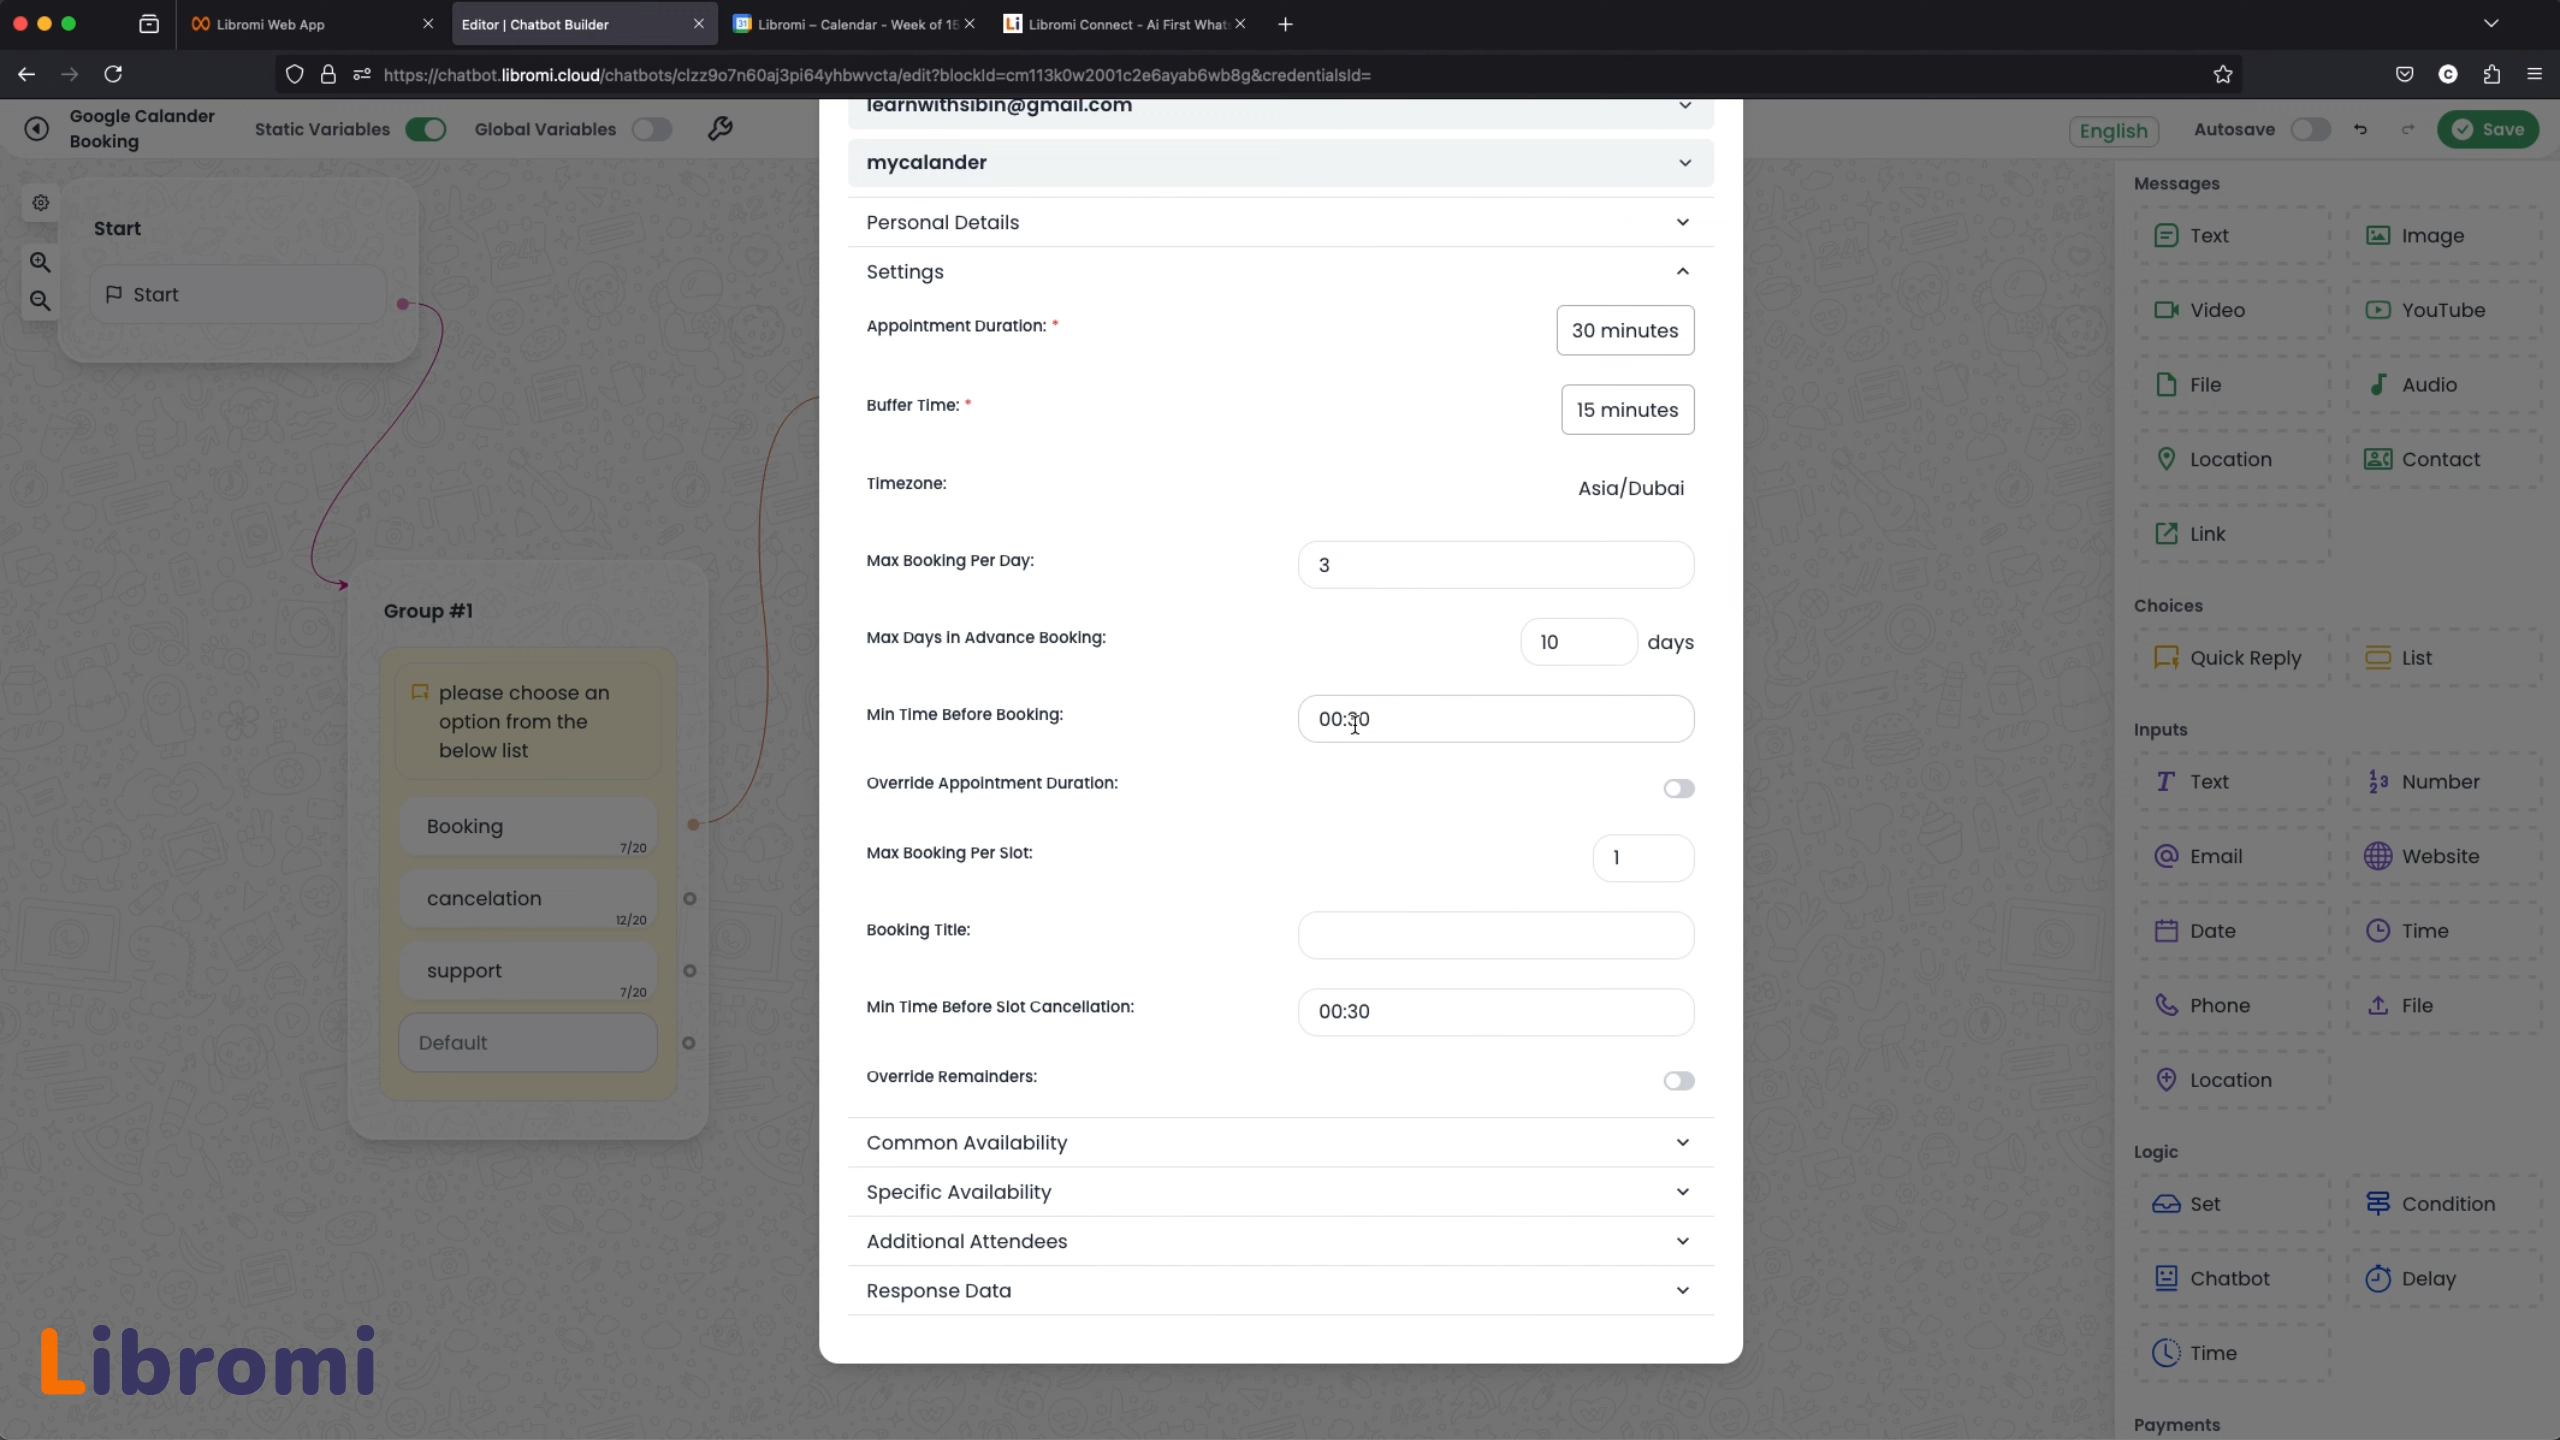 Libromi Web App
Editor | Chatbot Builder
Libromi – Calendar - Week of 15
Libromi Connect - Ai First What
https://chatbot.libromi.cloud/chatbots/clzz9o7n60aj3pi64yhbwvcta/edit?blockId=cm113k0w2001c2e6ayab6wb8g&credentialsId=
Google Calander
Booking
Static Variables
Global Variables
English
Autosave
Save
Start
Start
Group #1
please choose an
option from the
below list
Booking
7/20
cancelation
12/20
support
7/20
Default
learnwithsibin@gmail.com
mycalander
Personal Details
Settings
Appointment Duration: *
30 minutes
Buffer Time: *
15 minutes
Timezone:
Asia/Dubai
Max Booking Per Day:
3
Max Days in Advance Booking:
10 days
Min Time Before Booking:
00:30
Override Appointment Duration:
Max Booking Per Slot:
1
Booking Title:
Min Time Before Slot Cancellation:
00:30
Override Remainders:
Common Availability
Specific Availability
Additional Attendees
Response Data
Messages
Text
Image
Video
YouTube
File
Audio
Location
Contact
Link
Choices
Quick Reply
List
Inputs
Text
Number
Email
Website
Date
Time
Phone
File
Location
Logic
Set
Condition
Chatbot
Delay
Time
Payments
Libromi